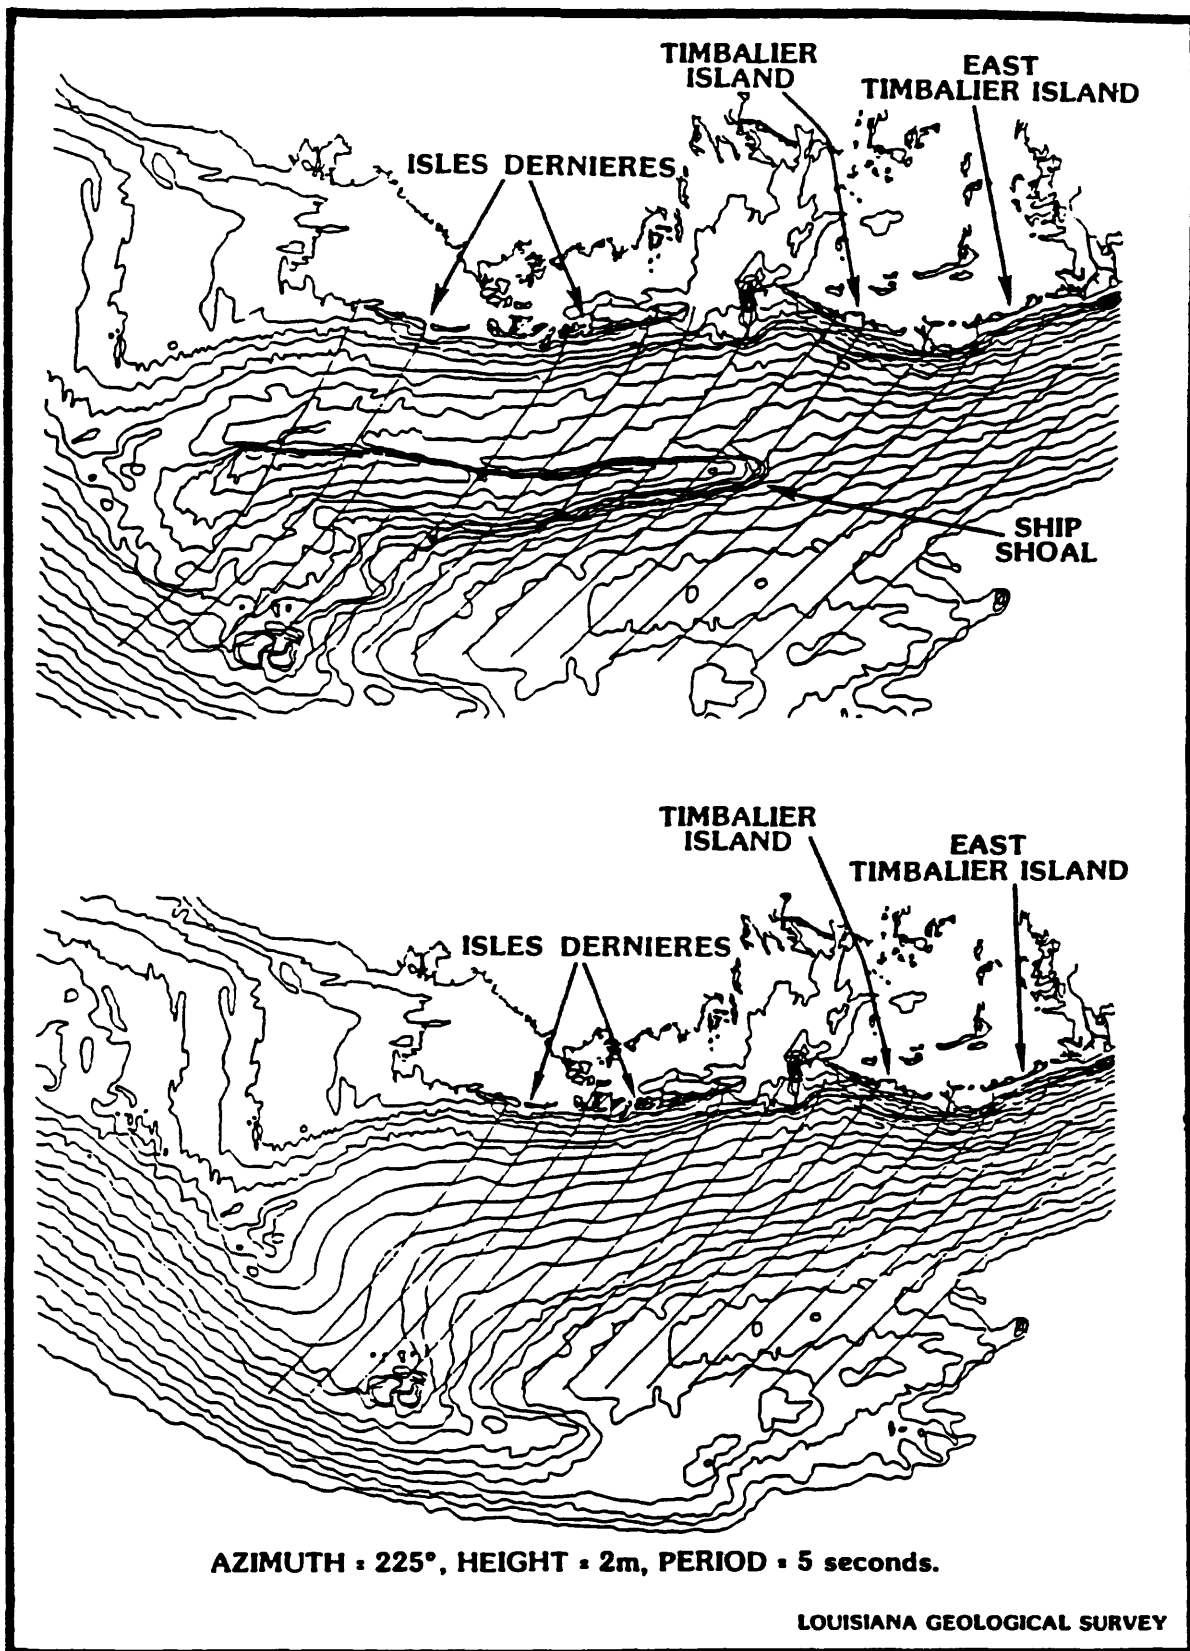 TIMBALIER
ISLAND
EAST
TIMBALIER ISLAND
ISLES DERNIERES
SHIP
SHOAL
TIMBALIER
ISLAND
EAST
TIMBALIER ISLAND
ISLES DERNIERES
AZIMUTH = 225°, HEIGHT = 2m, PERIOD = 5 seconds.
LOUISIANA GEOLOGICAL SURVEY